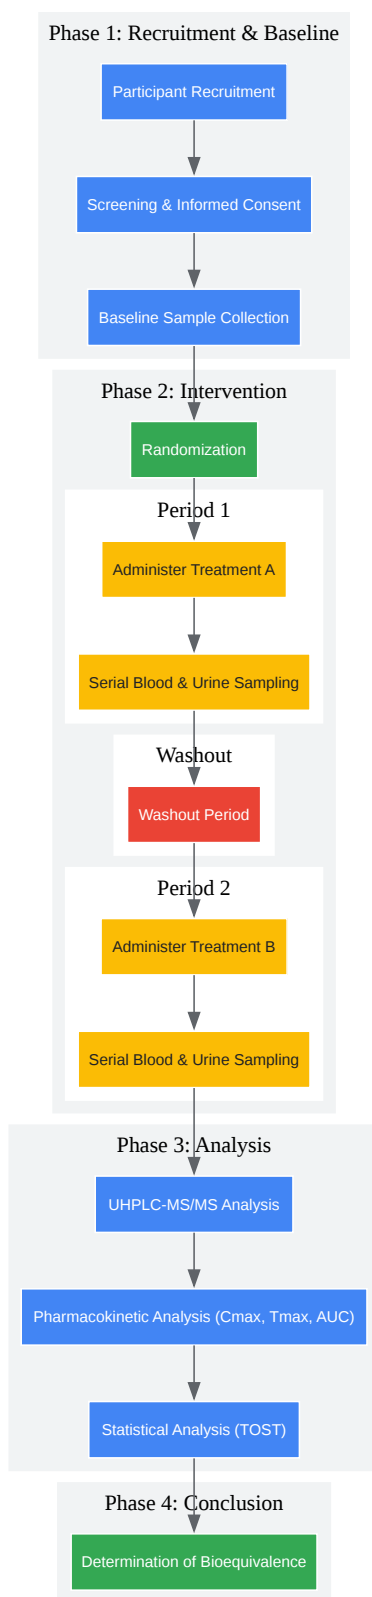 Phase 1: Recruitment & Baseline
Participant Recruitment
Screening & Informed Consent
Baseline Sample Collection
Phase 2: Intervention
Randomization
Period 1
Administer Treatment A
Serial Blood & Urine Sampling
Washout
Washout Period
Period 2
Administer Treatment B
Serial Blood & Urine Sampling
Phase 3: Analysis
UHPLC-MS/MS Analysis
Pharmacokinetic Analysis (Cmax, Tmax, AUC)
Statistical Analysis (TOST)
Phase 4: Conclusion
Determination of Bioequivalence